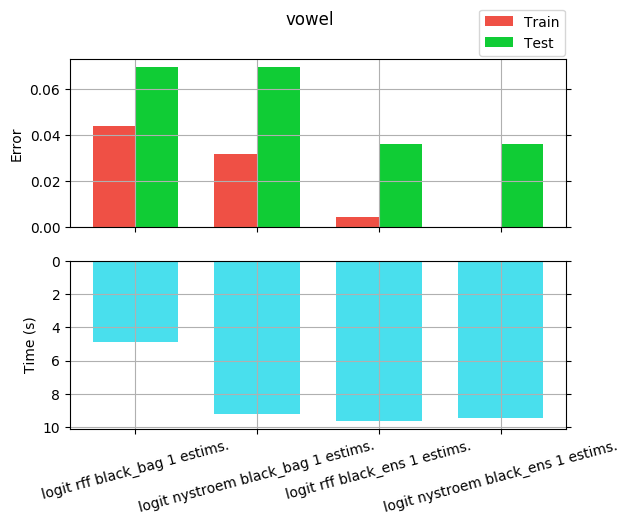 vowel
Train
Test
0.06
0.04
0.02
0.00
Error
0
2
4
6
8
10
Time (s)
logit rff black_bag 1 estims.
logit nystroem black_bag 1 estims.
logit rff black_ens 1 estims.
logit nystroem black_ens 1 estims.